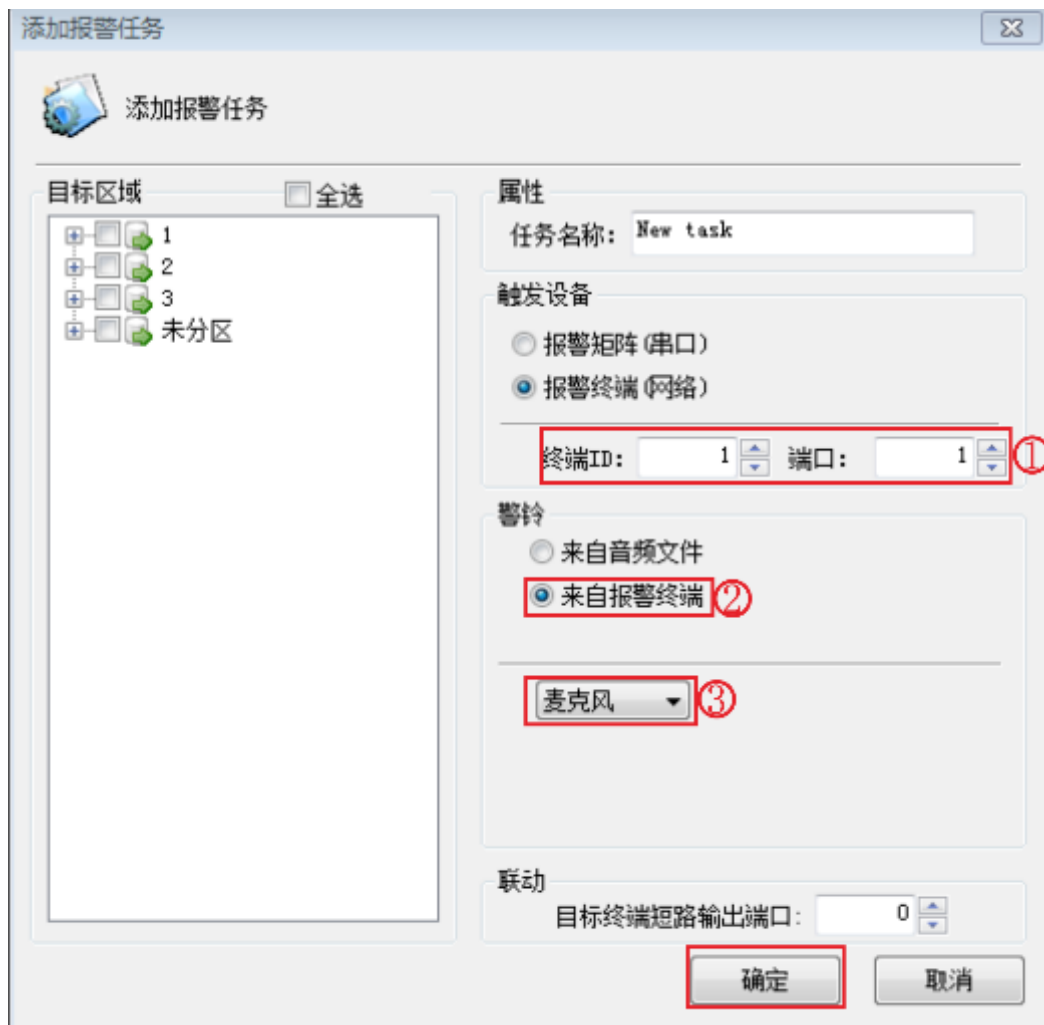 添加报警任务
添加报警任务
目标区域
全选
1
2
3
未分区
属性
任务名称: New task
触发设备
报警矩阵(串口)
报警终端(网络)
终端ID: 1 端口: 1 ①
警铃
来自音频文件
来自报警终端 ②
麦克风 ③
联动
目标终端短路输出端口: 0
确定 取消